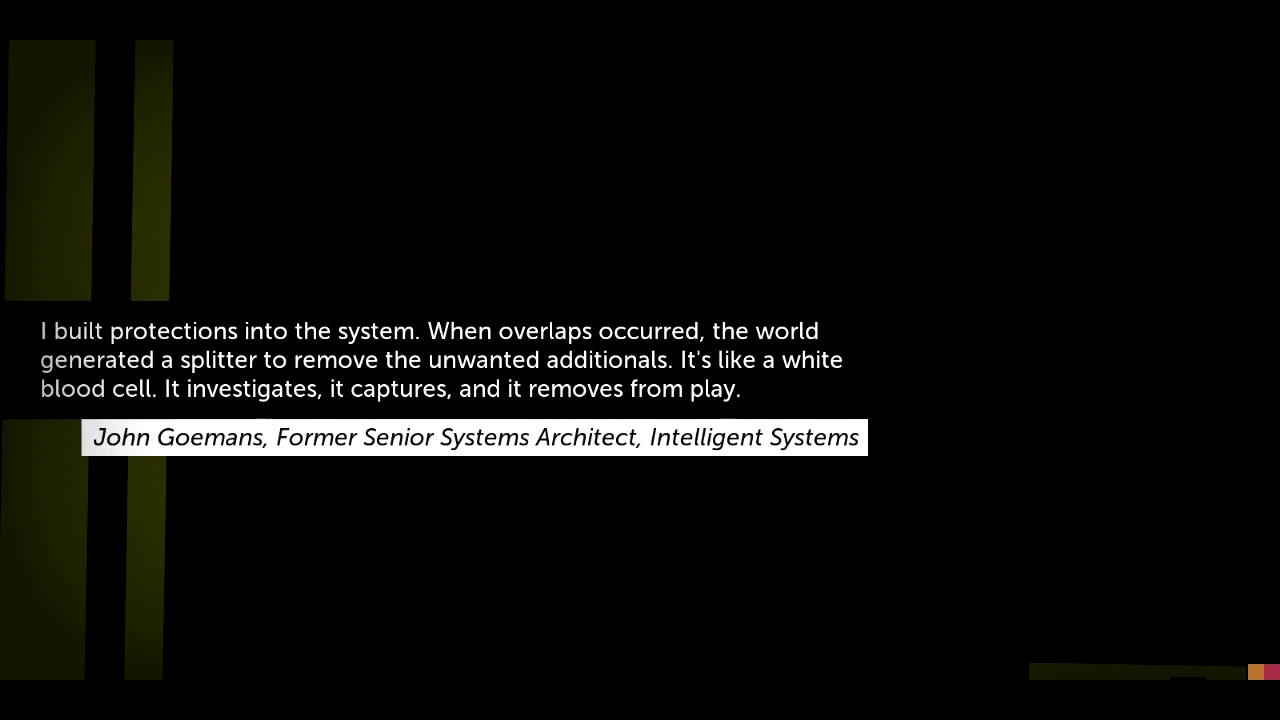 I built protections into the system. When overlaps occurred, the world
generated a splitter to remove the unwanted additionals. It's like a white
blood cell. It investigates, it captures, and it removes from play.
John Goemans, Former Senior Systems Architect, Intelligent Systems